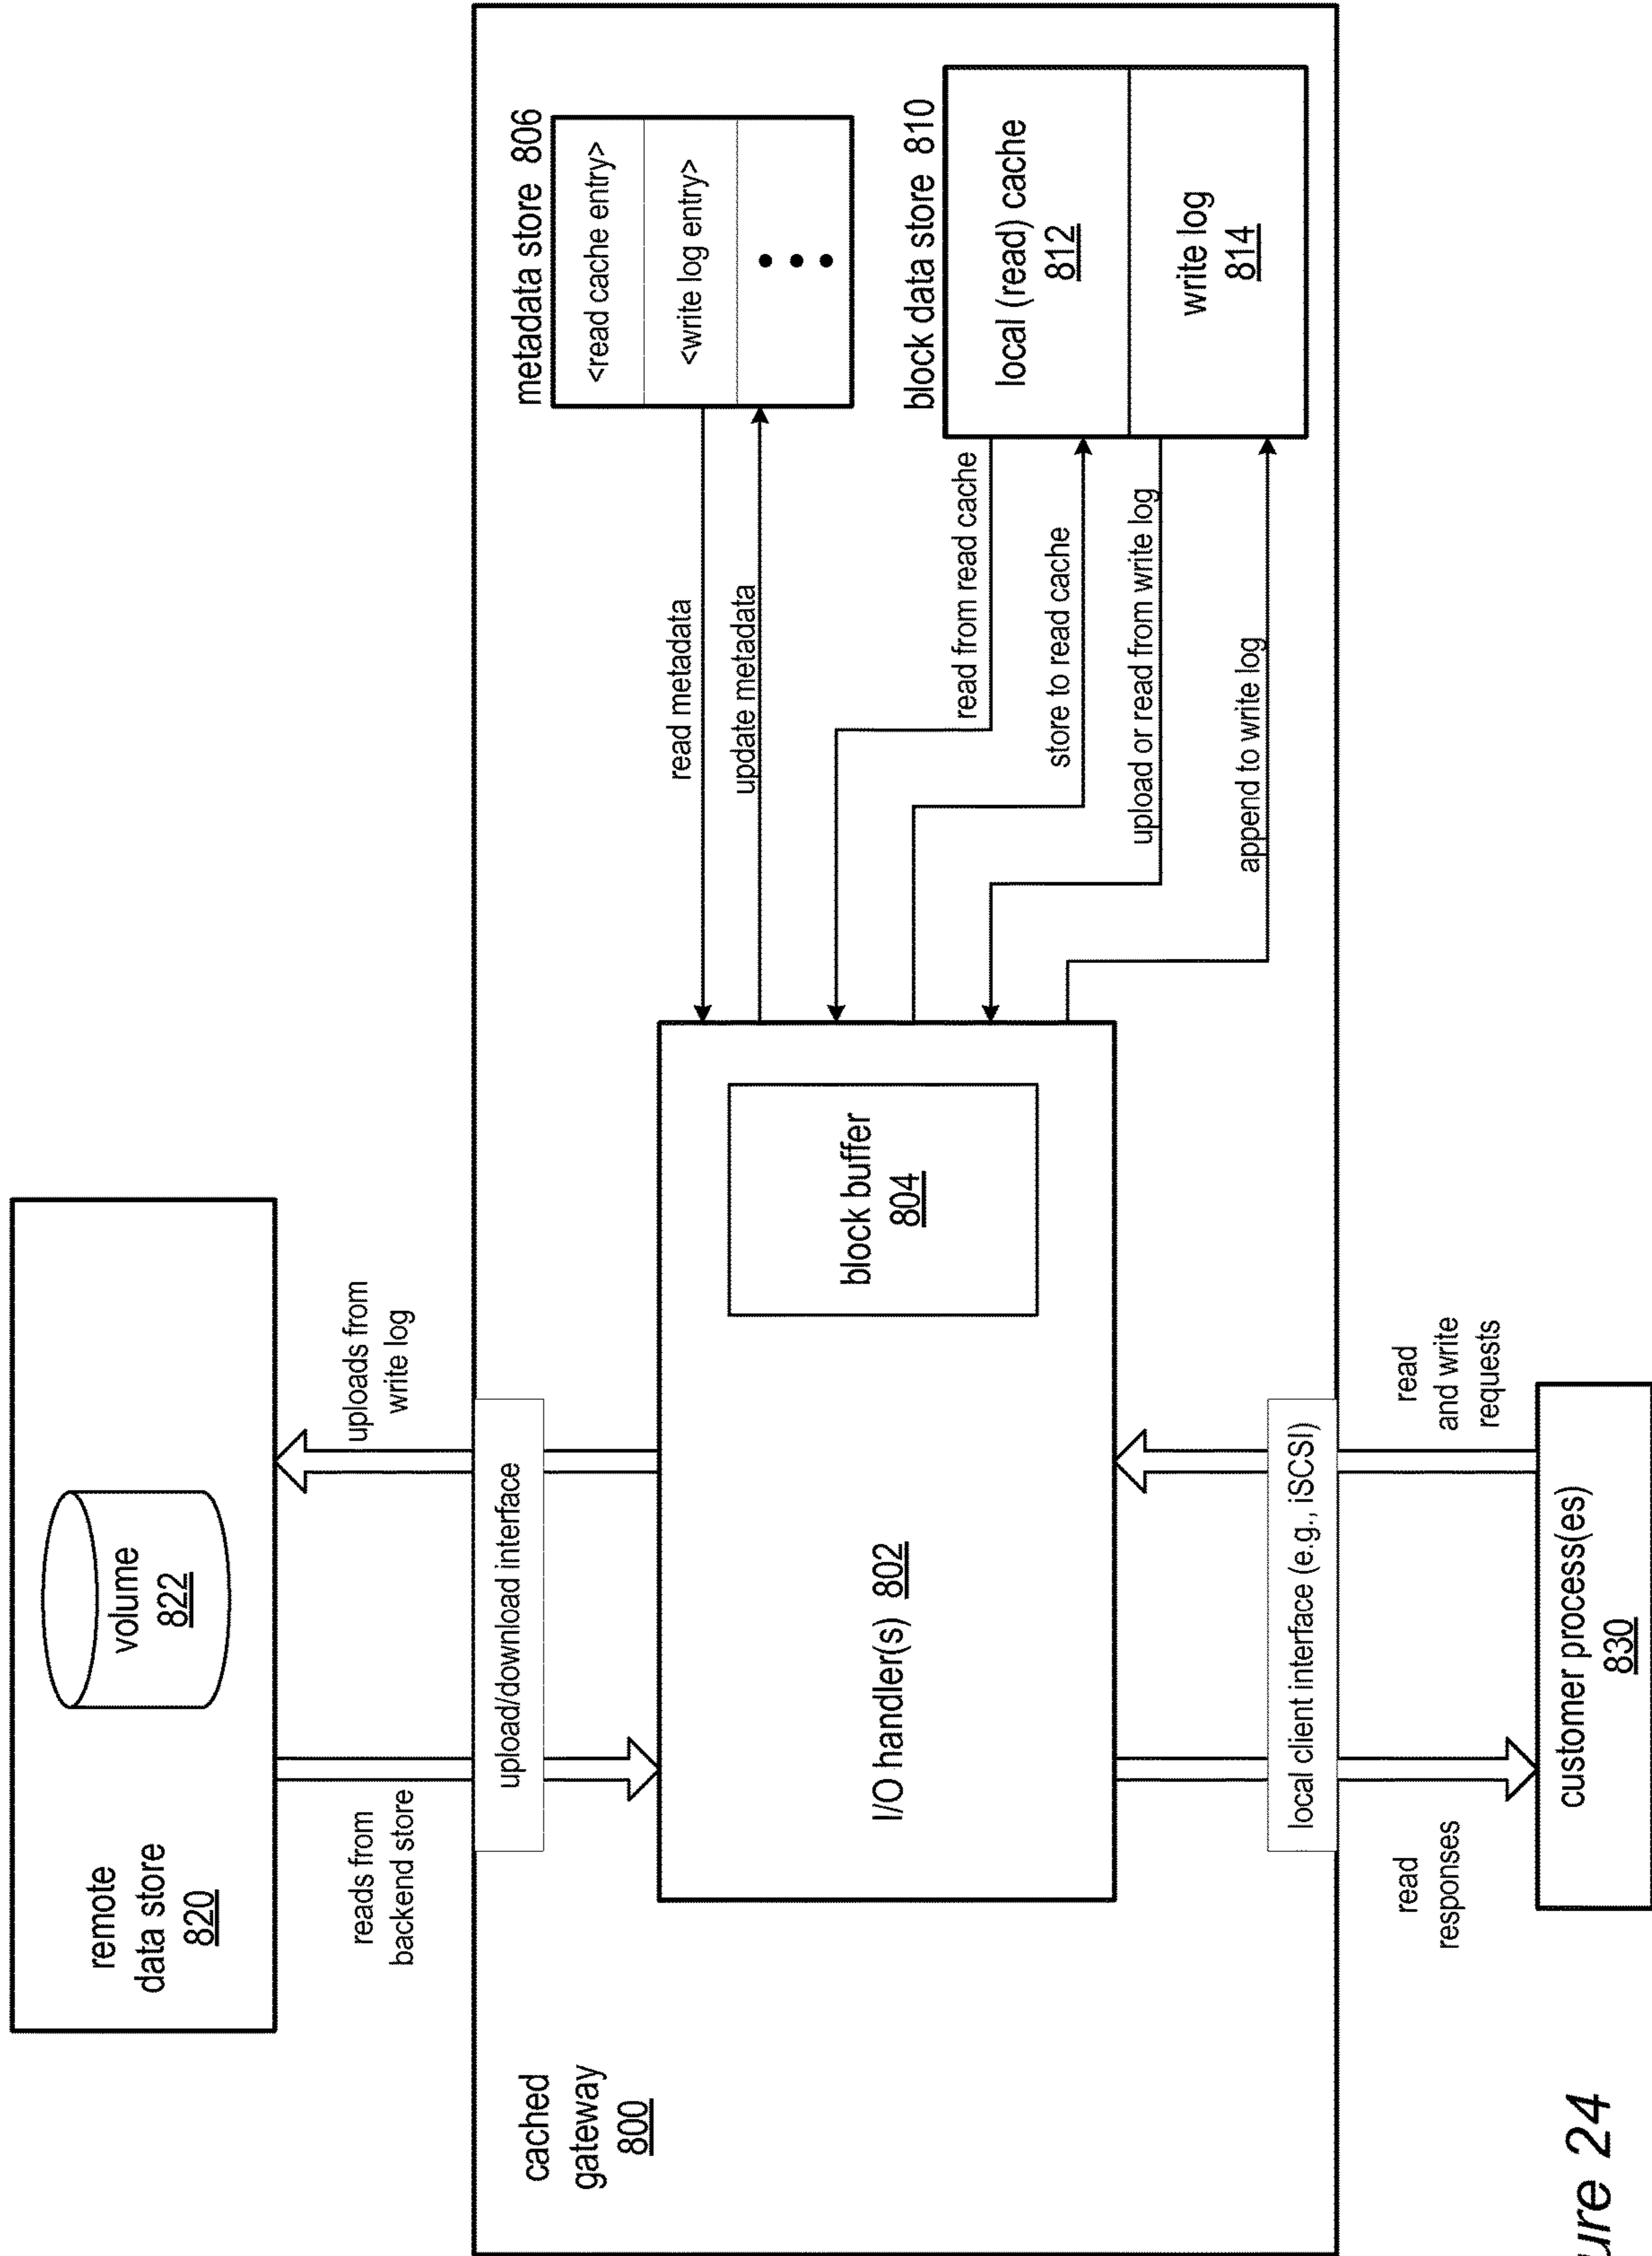 remote
data store
820
volume
822
reads from
backend store
uploads from
write log
cached
gateway
800
upload/download interface
I/O handler(s) 802
block buffer
804
metadata store 806
<read cache entry>
<write log entry>
read metadata
update metadata
block data store 810
local (read) cache
812
write log
814
read from read cache
store to read cache
upload or read from write log
append to write log
local client interface (e.g., iSCSI)
read
responses
read
and write
requests
customer process(es)
830
ure 24